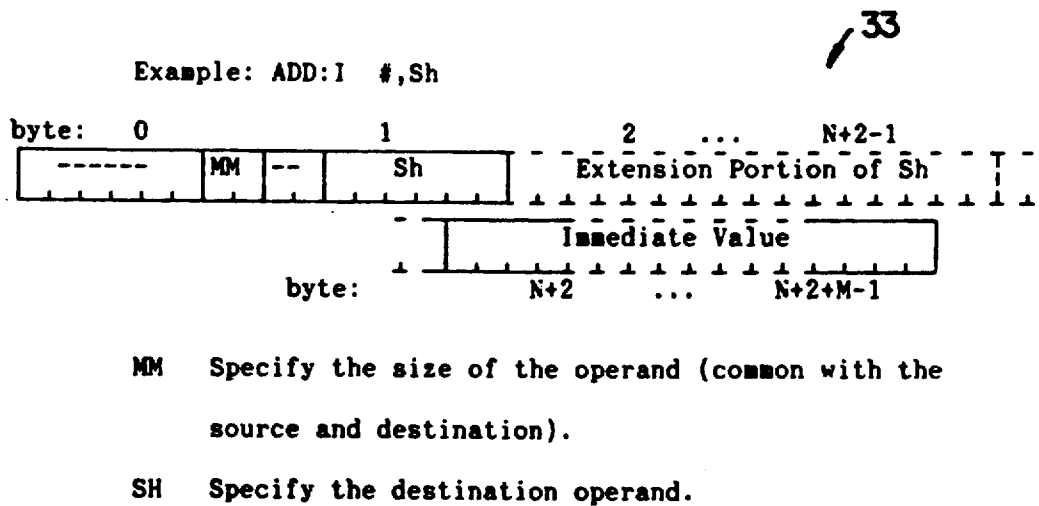 33
Example: ADD:I #,Sh
byte: 0 1 2 ... N+2-1
------ MM -- Sh Extension Portion of Sh
Immediate Value
byte: N+2 ... N+2+M-1
MM Specify the size of the operand (common with the
source and destination).
SH Specify the destination operand.